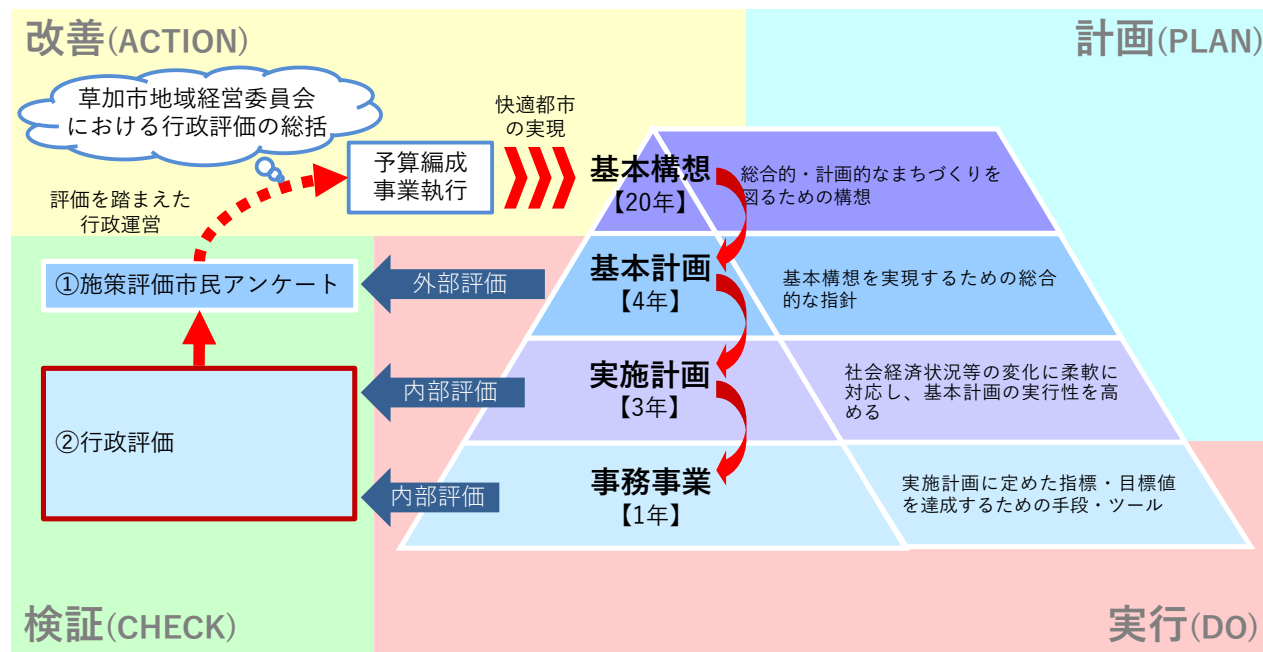 改善(ACTION)
計画(PLAN)
草加市地域経営委員会
における行政評価の総括
快適都市
の実現
予算編成
事業執行
評価を踏まえた
行政運営
基本構想
【20年】
総合的・計画的なまちづくりを
図るための構想
①施策評価市民アンケート
外部評価
基本計画
【4年】
基本構想を実現するための総合
的な指針
内部評価
実施計画
【3年】
社会経済状況等の変化に柔軟に
対応し、基本計画の実行性を高
める
②行政評価
内部評価
事務事業
【1年】
実施計画に定めた指標・目標値
を達成するための手段・ツール
検証(CHECK)
実行(DO)